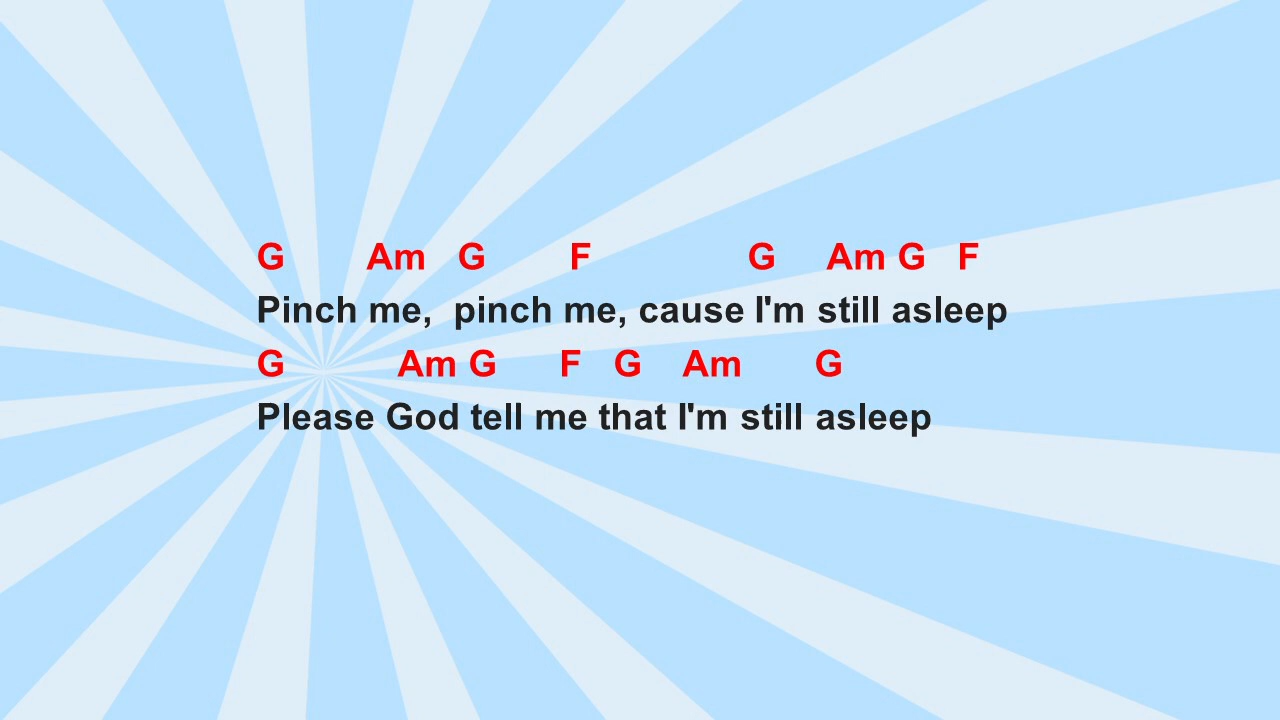 G Am G F G Am G F
Pinch me, pinch me, cause I'm still asleep
G Am G F G Am G
Please God tell me that I'm still asleep